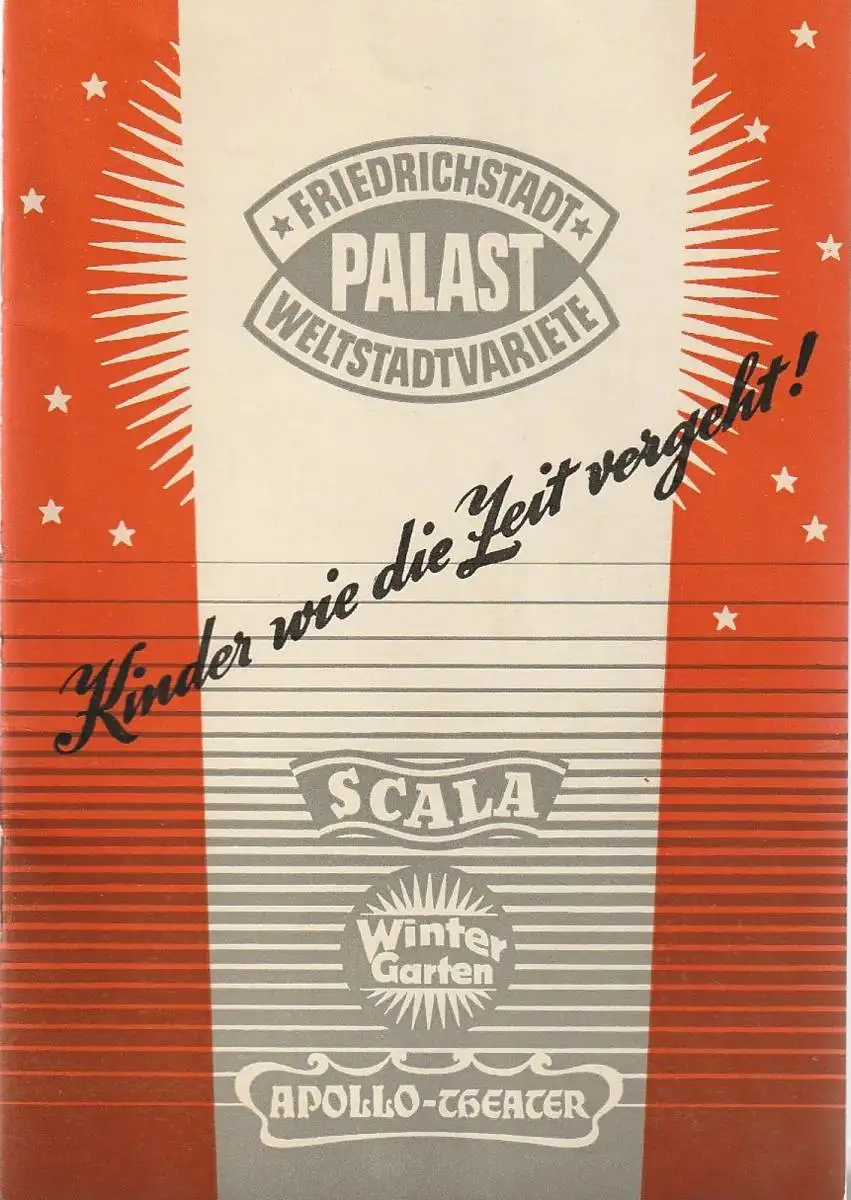 FRIEDRICHSTADT
PALAST
WELTSTADTVARIETE
Kinder wie die Zeit vergeht!
SCALA
Winter
Garten
APOLLO-THEATER